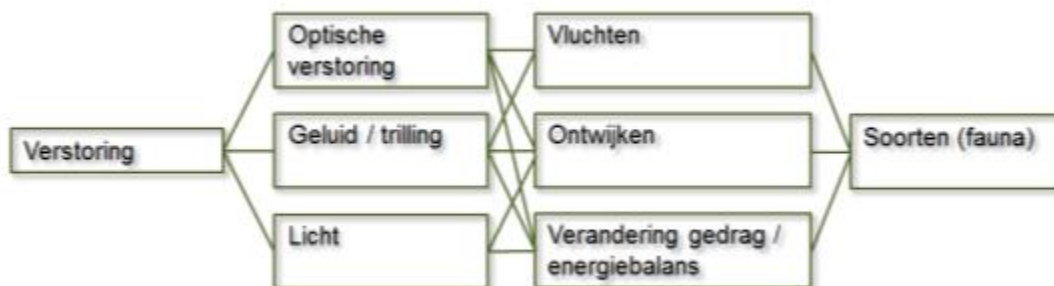 Verstoring
Optische
verstoring
Geluid / trilling
Licht
Vluchten
Ontwijken
Verandering gedrag /
energiebalans
Soorten (fauna)